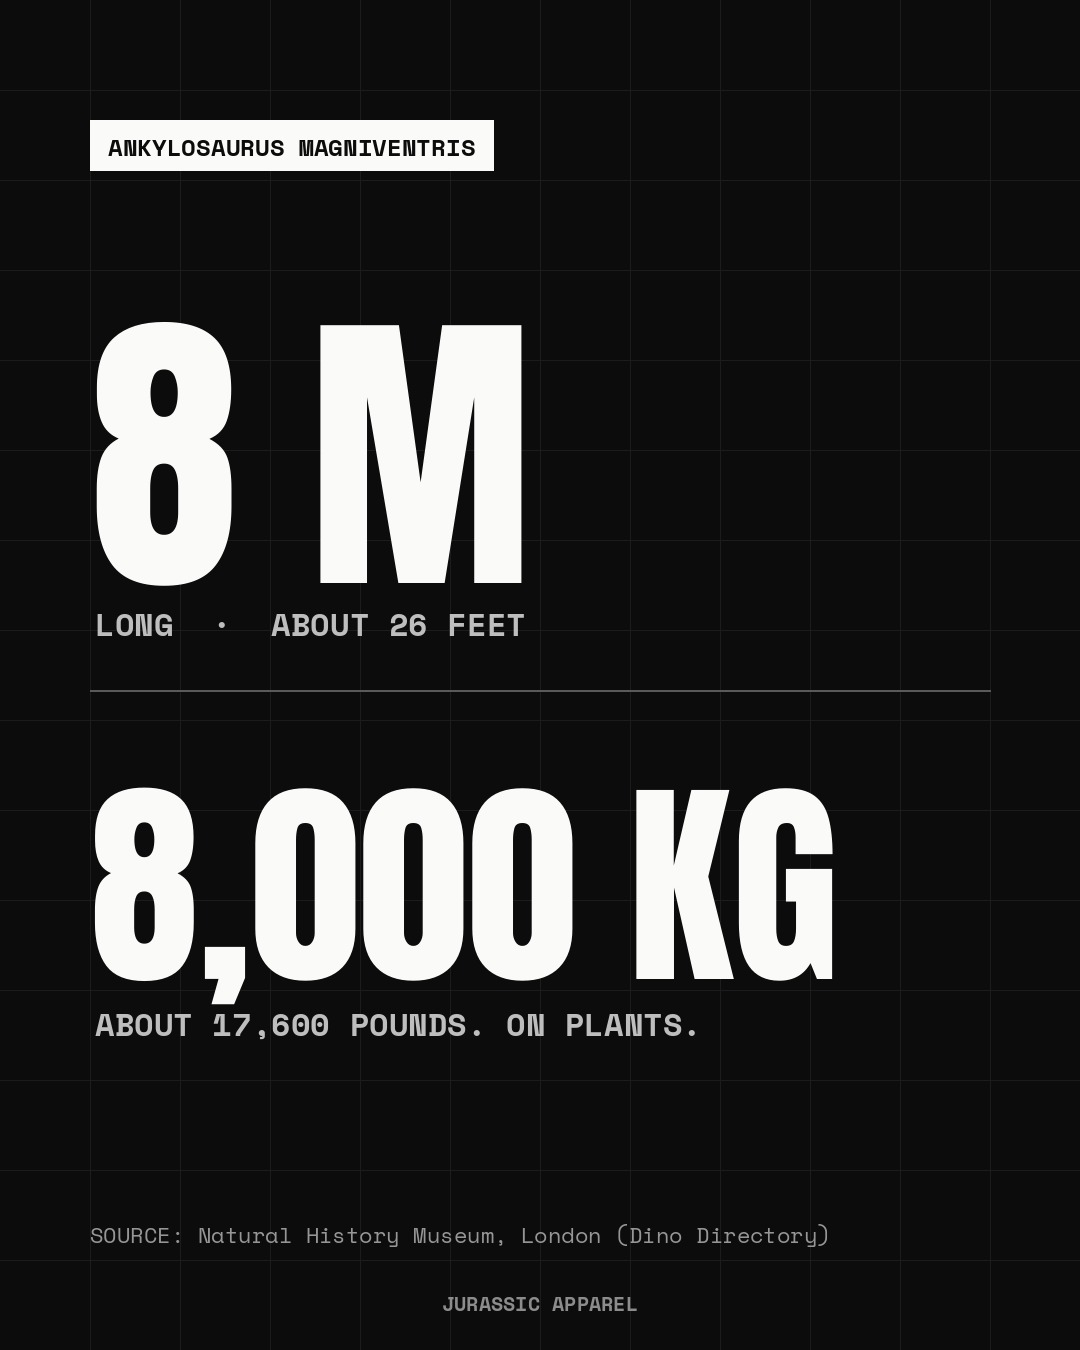 ANKYLOSAURUS MAGNIVENTRIS
8 M
LONG · ABOUT 26 FEET
8,000 KG
ABOUT 17,600 POUNDS. ON PLANTS.
SOURCE: Natural History Museum, London (Dino Directory)
JURASSIC APPAREL